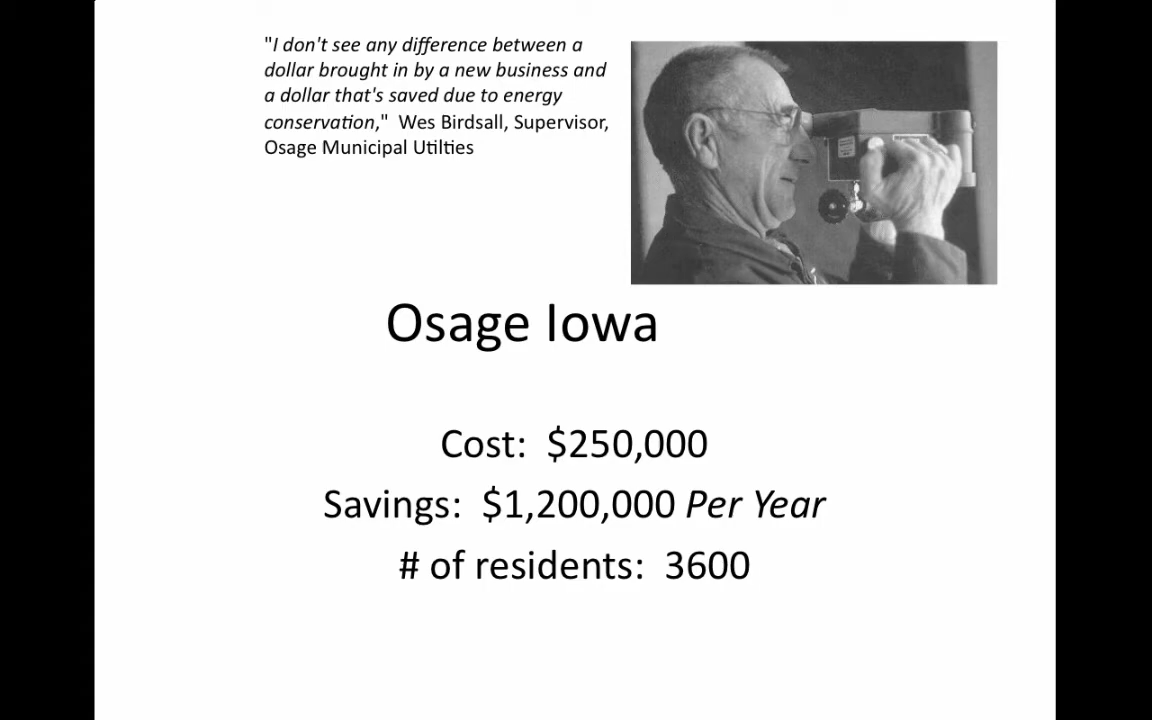 "I don't see any difference between a
dollar brought in by a new business and
a dollar that's saved due to energy
conservation," Wes Birdsall, Supervisor,
Osage Municipal Utilties
Osage Iowa
Cost: $250,000
Savings: $1,200,000 Per Year
# of residents: 3600